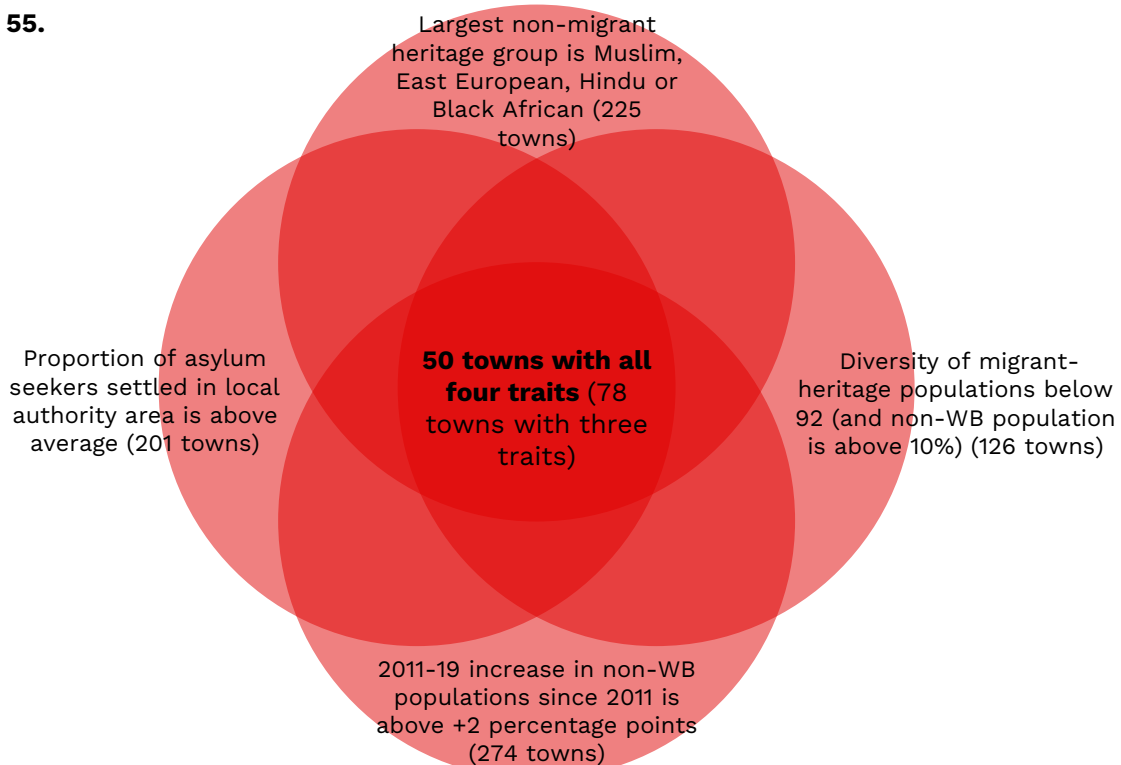 55.
Largest non-migrant
heritage group is Muslim,
East European, Hindu or
Black African (225
towns)
Proportion of asylum
seekers settled in local
authority area is above
average (201 towns)
50 towns with all
four traits (78
towns with three
traits)
Diversity of migrant-
heritage populations below
92 (and non-WB population
is above 10%) (126 towns)
2011-19 increase in non-WB
populations since 2011 is
above +2 percentage points
(274 towns)